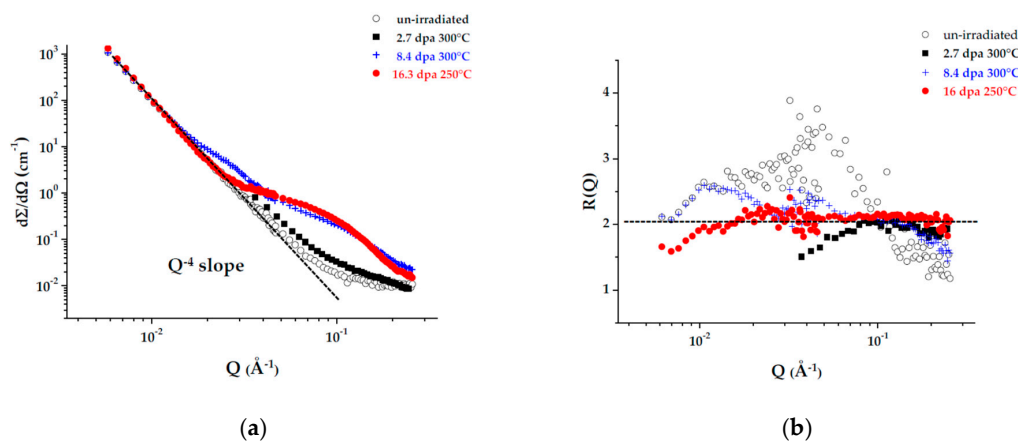 un-irradiated
2.7 dpa 300°C
8.4 dpa 300°C
16.3 dpa 250°C
10³
10²
10¹
10⁰
10⁻¹
10⁻²
dΣ/dΩ (cm⁻¹)
Q⁻⁴ slope
10⁻²
10⁻¹
Q (Å⁻¹)
(a)
un-irradiated
2.7 dpa 300°C
8.4 dpa 300°C
16 dpa 250°C
4
3
2
1
R(Q)
10⁻²
10⁻¹
Q (Å⁻¹)
(b)